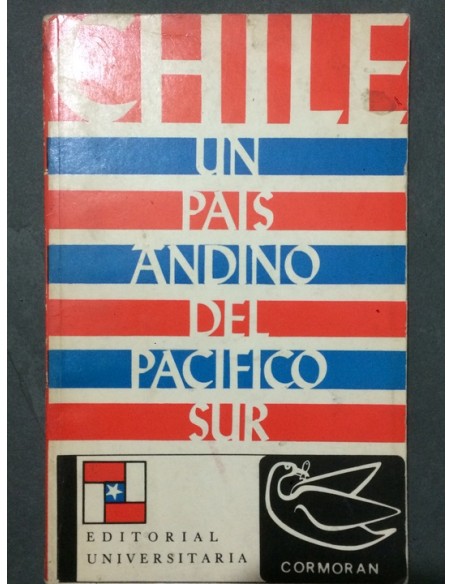 CHILE
UN
PAIS
ANDINO
DEL
PACIFICO
SUR
EDITORIAL
UNIVERSITARIA
CORMORAN